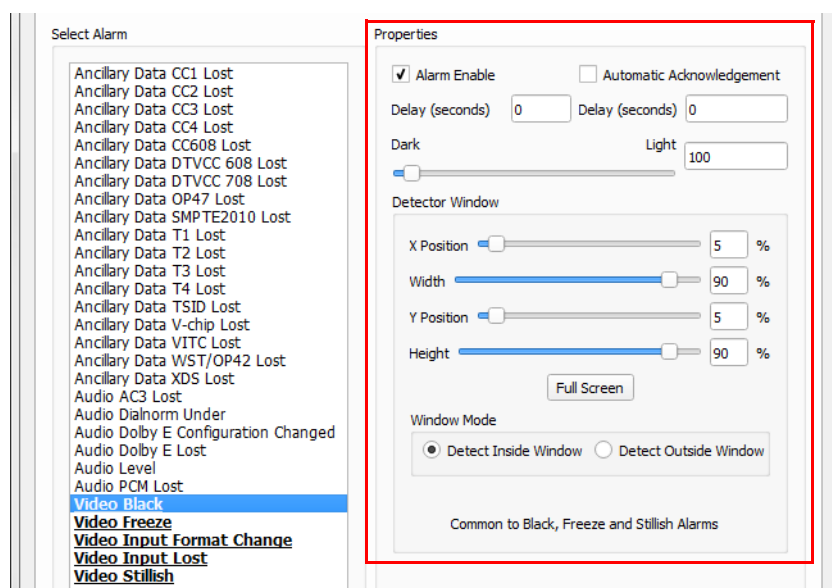 Select Alarm
Ancillary Data CC1 Lost
Ancillary Data CC2 Lost
Ancillary Data CC3 Lost
Ancillary Data CC4 Lost
Ancillary Data CC608 Lost
Ancillary Data DTVCC 608 Lost
Ancillary Data DTVCC 708 Lost
Ancillary Data OP47 Lost
Ancillary Data SMPTE2010 Lost
Ancillary Data T1 Lost
Ancillary Data T2 Lost
Ancillary Data T3 Lost
Ancillary Data T4 Lost
Ancillary Data TSID Lost
Ancillary Data V-chip Lost
Ancillary Data VITC Lost
Ancillary Data WST/OP42 Lost
Ancillary Data XDS Lost
Audio AC3 Lost
Audio Dialnorm Under
Audio Dolby E Configuration Changed
Audio Dolby E Lost
Audio Level
Audio PCM Lost
Video Black
Video Freeze
Video Input Format Change
Video Input Lost
Video Stillish
Properties
Alarm Enable Automatic Acknowledgement
Delay (seconds) 0 Delay (seconds) 0
Dark Light 100
Detector Window
X Position 5 %
Width 90 %
Y Position 5 %
Height 90 %
Full Screen
Window Mode
Detect Inside Window Detect Outside Window
Common to Black, Freeze and Stillish Alarms